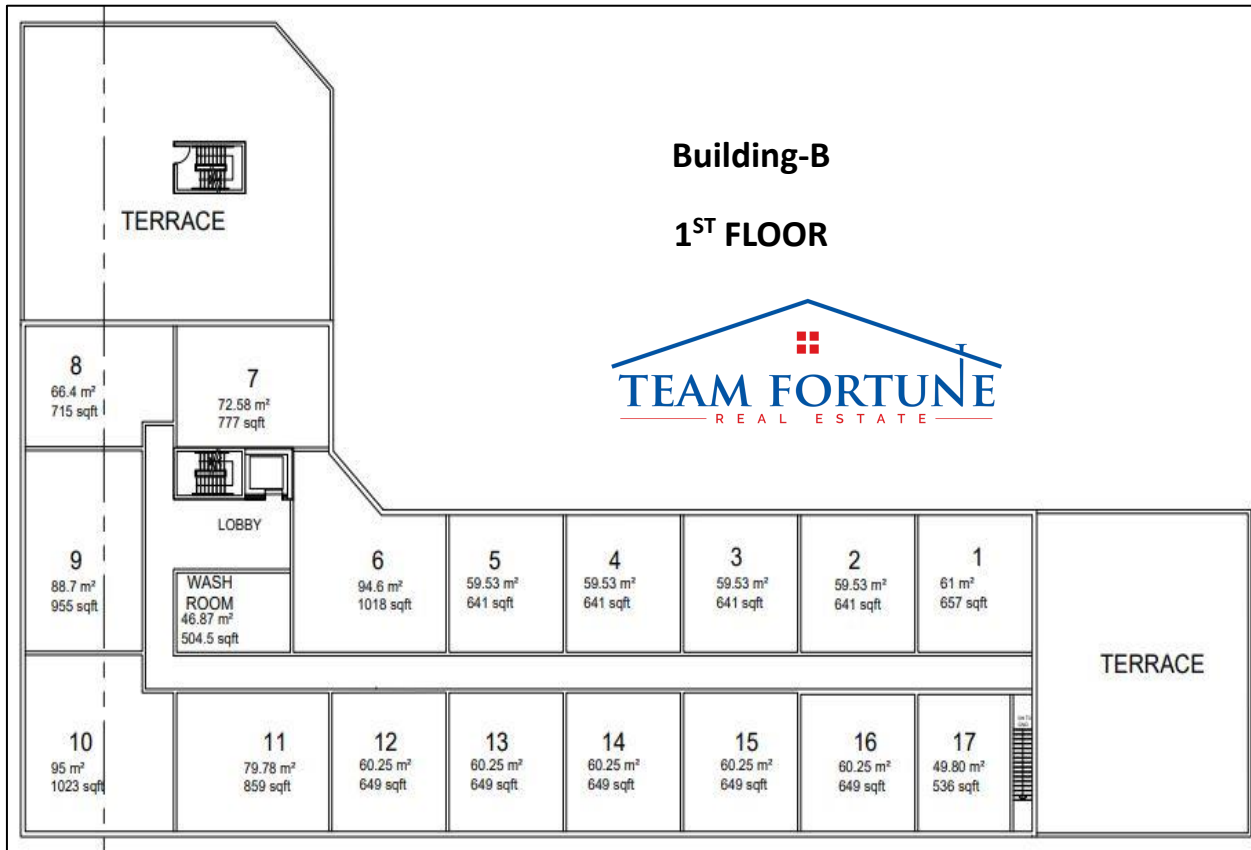 Building-B
1ST FLOOR
TEAM FORTUNE
REAL ESTATE
TERRACE
8
66.4 m²
715 sqft
7
72.58 m²
777 sqft
LOBBY
9
88.7 m²
955 sqft
WASH
ROOM
46.87 m²
504.5 sqft
6
94.6 m²
1018 sqft
5
59.53 m²
641 sqft
4
59.53 m²
641 sqft
3
59.53 m²
641 sqft
2
59.53 m²
641 sqft
1
61 m²
657 sqft
TERRACE
10
95 m²
1023 sqft
11
79.78 m²
859 sqft
12
60.25 m²
649 sqft
13
60.25 m²
649 sqft
14
60.25 m²
649 sqft
15
60.25 m²
649 sqft
16
60.25 m²
649 sqft
17
49.80 m²
536 sqft